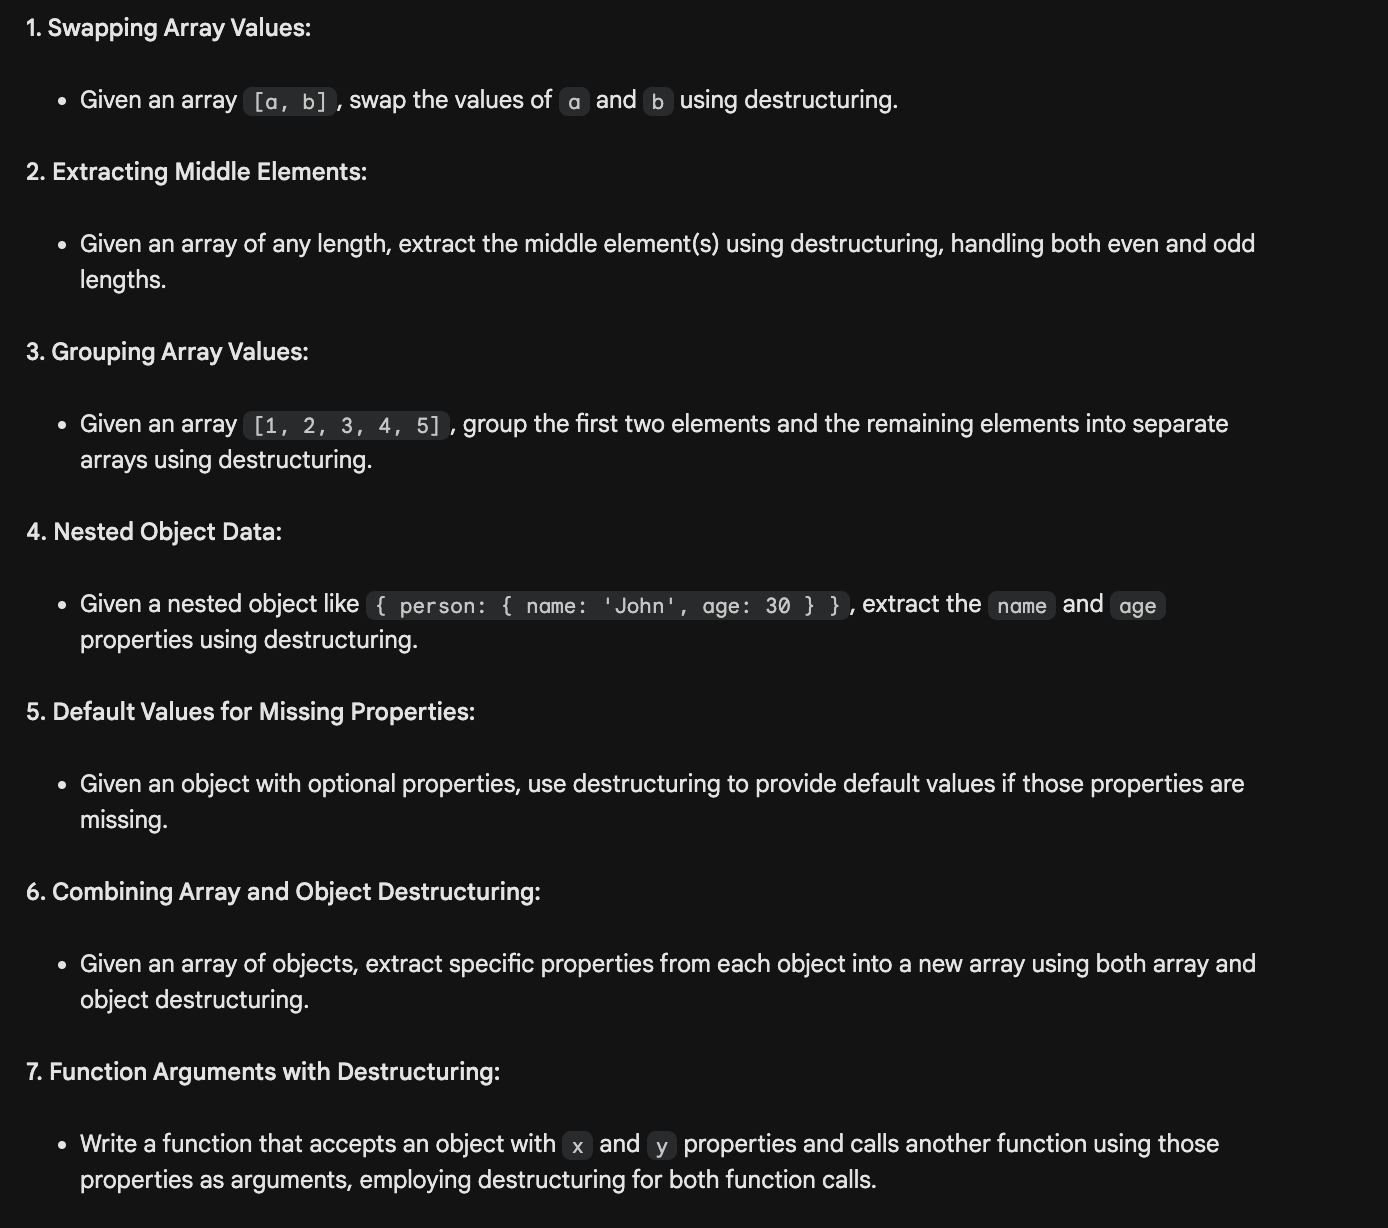 1. Swapping Array Values:
• Given an array [a, b], swap the values of a and b using destructuring.
2. Extracting Middle Elements:
• Given an array of any length, extract the middle element(s) using destructuring, handling both even and odd
lengths.
3. Grouping Array Values:
• Given an array [1, 2, 3, 4, 5], group the first two elements and the remaining elements into separate
arrays using destructuring.
4. Nested Object Data:
• Given a nested object like { person: { name: 'John', age: 30 } }, extract the name and age
properties using destructuring.
5. Default Values for Missing Properties:
• Given an object with optional properties, use destructuring to provide default values if those properties are
missing.
6. Combining Array and Object Destructuring:
• Given an array of objects, extract specific properties from each object into a new array using both array and
object destructuring.
7. Function Arguments with Destructuring:
• Write a function that accepts an object with x and y properties and calls another function using those
properties as arguments, employing destructuring for both function calls.